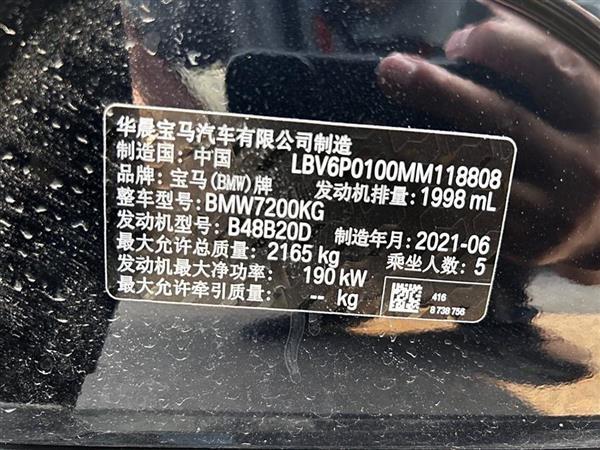 华晨宝马汽车有限公司制造
制造国: 中国 LBV6P0100MM118808
品牌: 宝马(BMW)牌 发动机排量: 1998 mL
整车型号: BMW7200KG
发动机型号: B48B20D 制造年月: 2021-06
最大允许总质量: 2165 kg 乘坐人数: 5
发动机最大净功率: 190 kW
最大允许牵引质量: -- kg
416
8 738 756